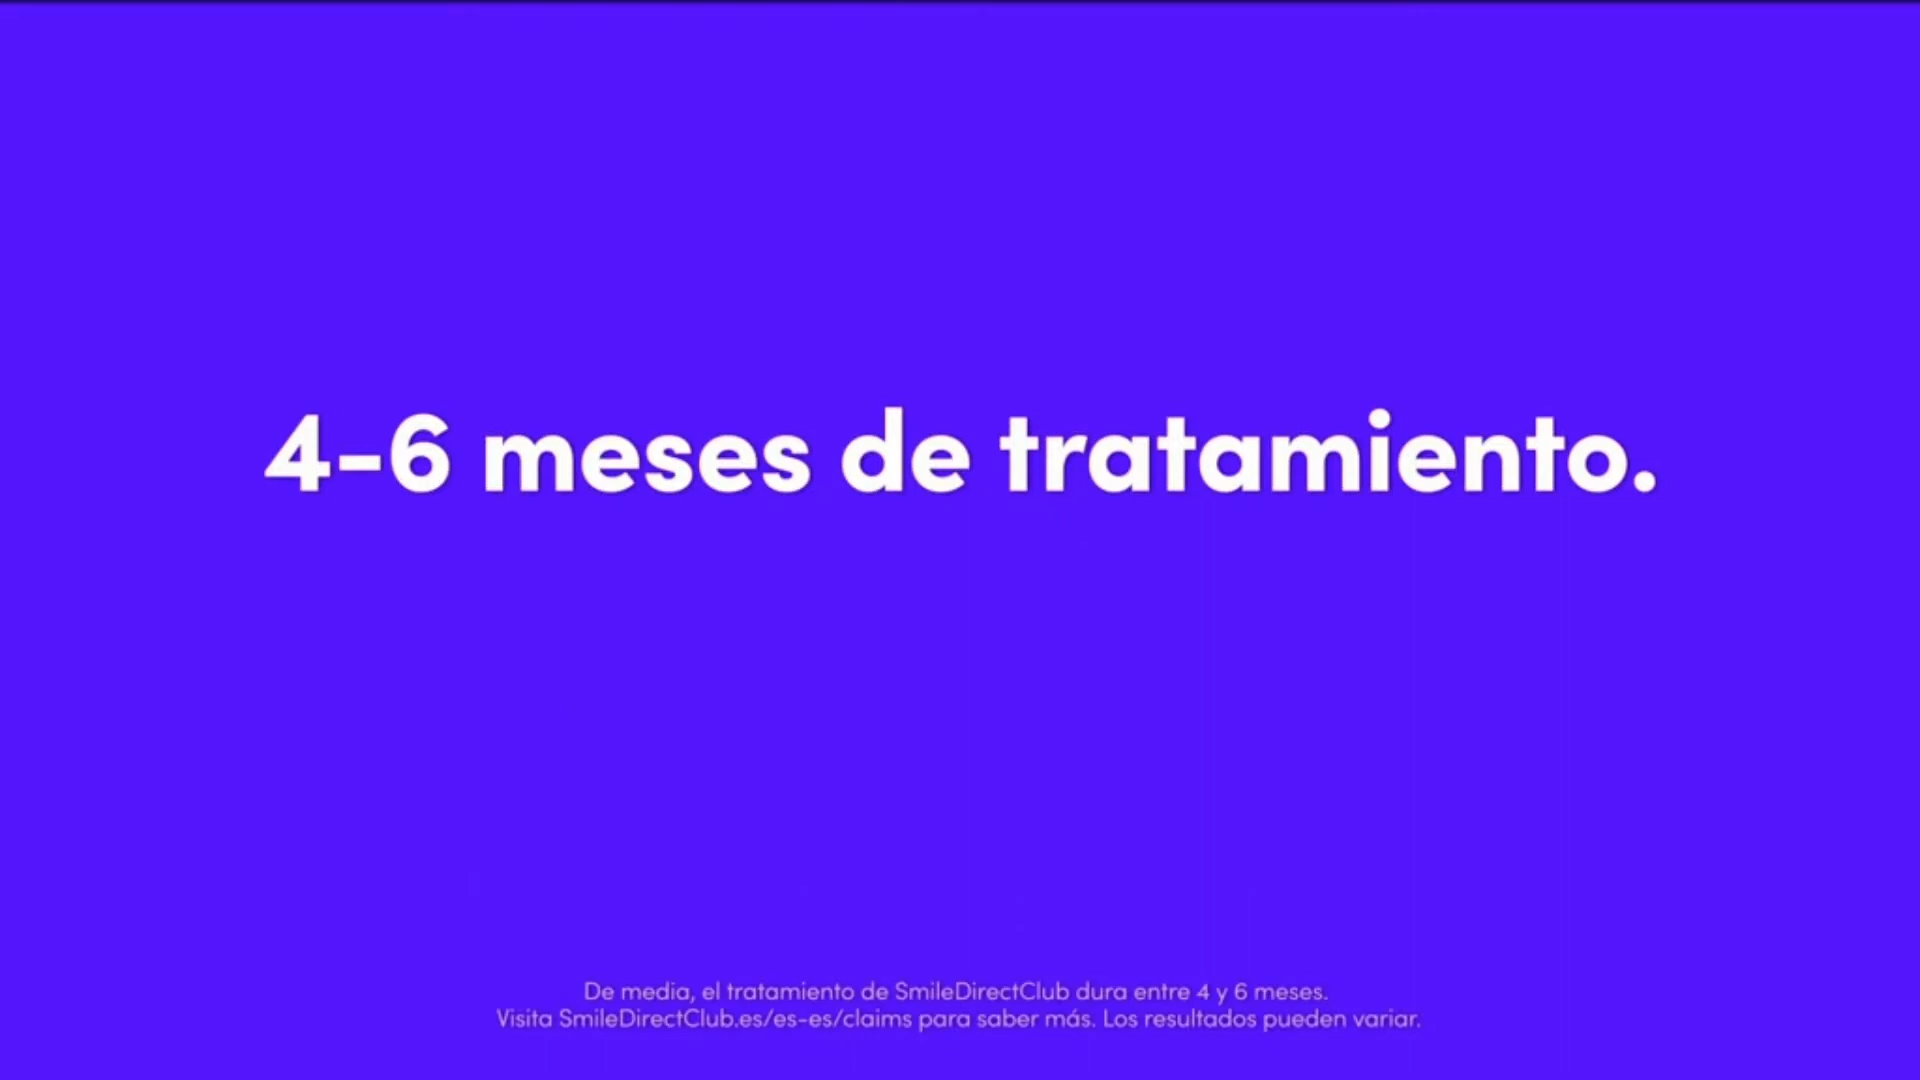 4-6 meses de tratamiento.
De media, el tratamiento de SmileDirectClub dura entre 4 y 6 meses.
Visita SmileDirectClub.es/es-es/claims para saber más. Los resultados pueden variar.